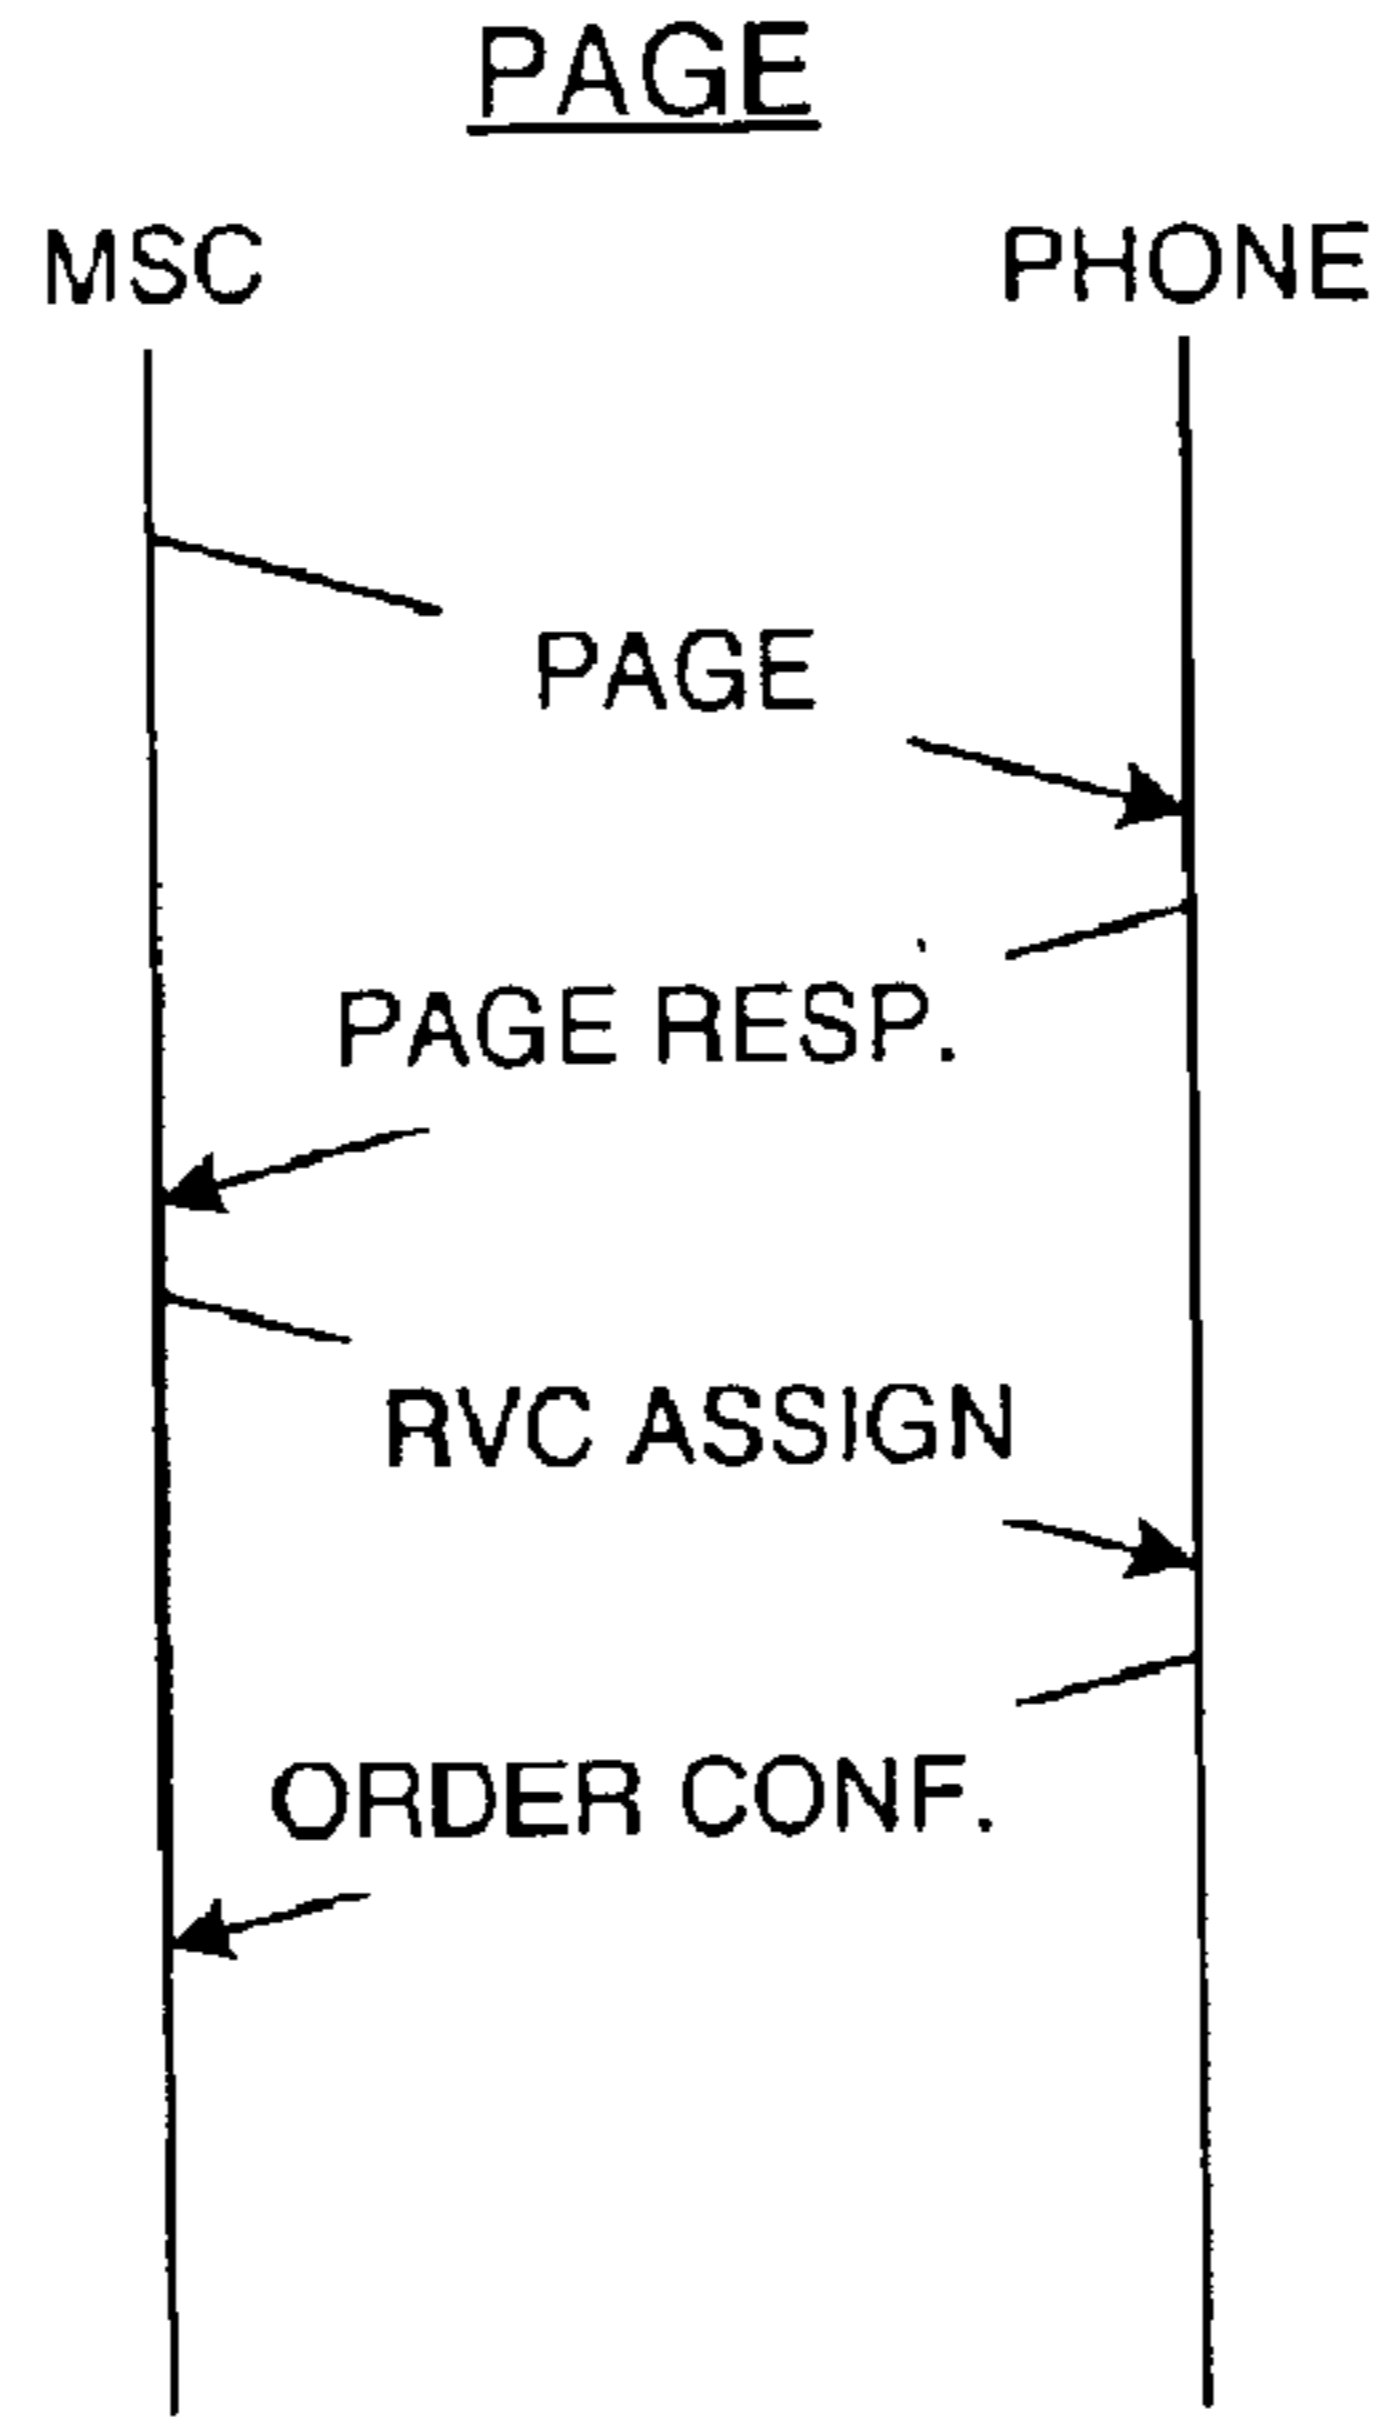 PAGE
MSC PHONE
PAGE
PAGE RESP.
RVC ASSIGN
ORDER CONF.